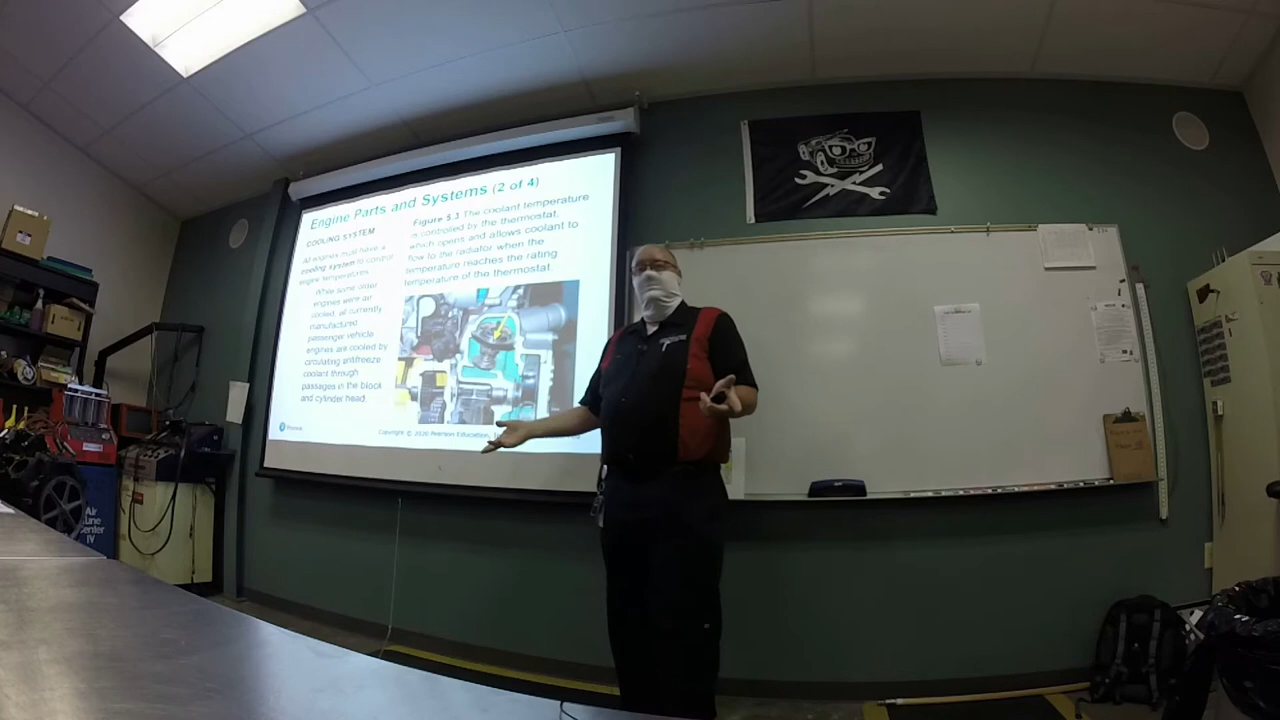 Engine Parts and Systems (2 of 4)
COOLING SYSTEM
All engines must have a
cooling system to control
engine temperatures.
While some older
engines were air
cooled, all currently
manufactured
passenger vehicle
engines are cooled by
circulating antifreeze
coolant through
passages in the block
and cylinder head.
Figure 5.3 The coolant temperature
is controlled by the thermostat,
which opens and allows coolant to
flow to the radiator when the
temperature reaches the rating
temperature of the thermostat.
Pearson
Copyright © 2020 Pearson Education,
Air
Line
Center
IV